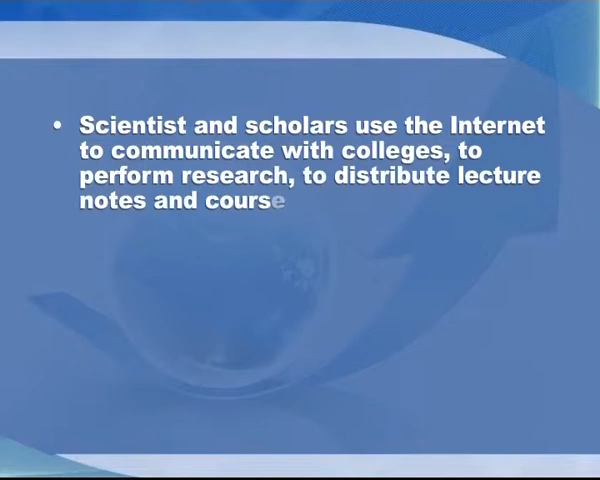 • Scientist and scholars use the Internet
to communicate with colleges, to
perform research, to distribute lecture
notes and course